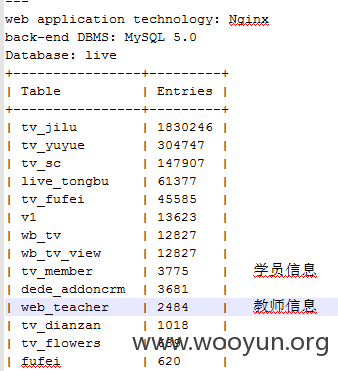 ---
web application technology: Nginx
back-end DBMS: MySQL 5.0
Database: live
+----------------+---------+
| Table | Entries |
+----------------+---------+
| tv_jilu | 1830246 |
| tv_yuyue | 304747 |
| tv_sc | 147907 |
| live_tongbu | 61377 |
| tv_fufei | 45585 |
| v1 | 13623 |
| wb_tv | 12827 |
| wb_tv_view | 12827 |
| tv_member | 3775 | 学员信息
| dede_addoncrm | 3681 |
| web_teacher | 2484 | 教师信息
| tv_dianzan | 1018 |
| tv_flowers | |
| fufei | 620 |
www.wooyun.org